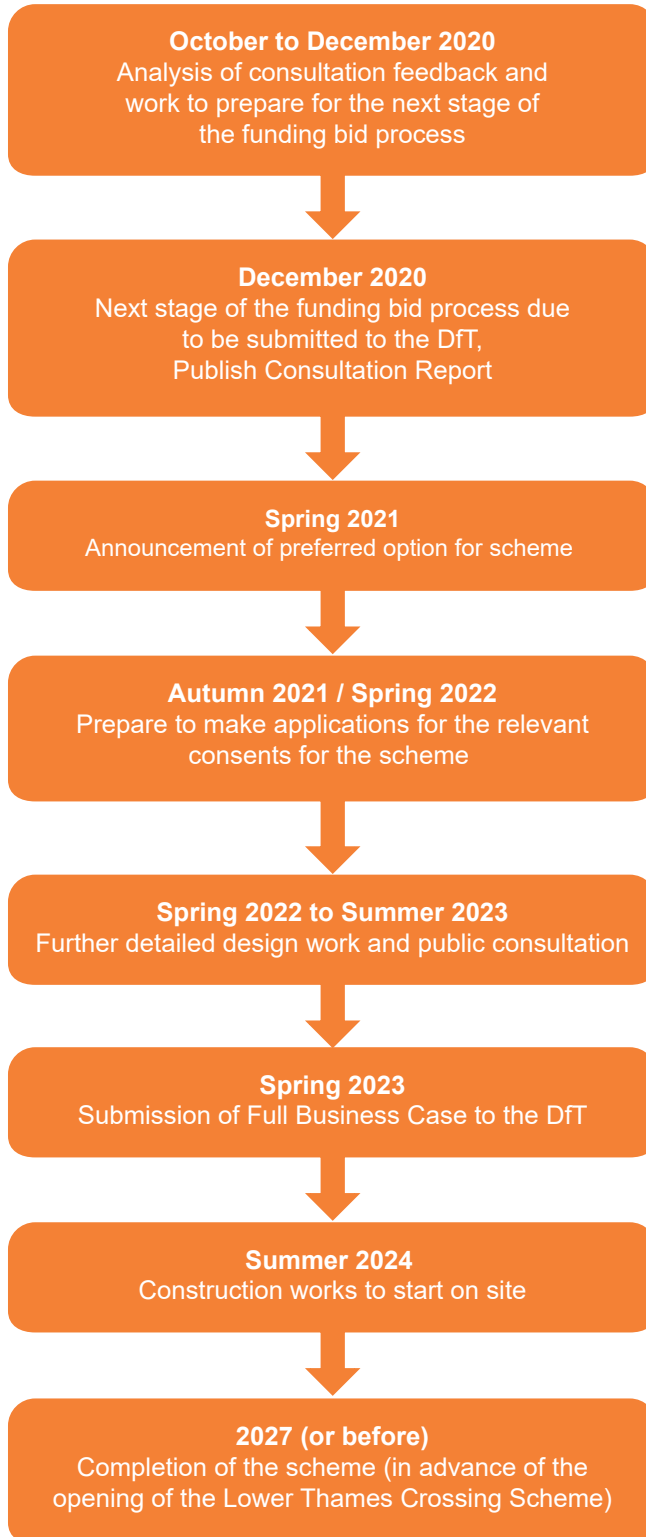 October to December 2020
Analysis of consultation feedback and
work to prepare for the next stage of
the funding bid process
December 2020
Next stage of the funding bid process due
to be submitted to the DfT,
Publish Consultation Report
Spring 2021
Announcement of preferred option for scheme
Autumn 2021 / Spring 2022
Prepare to make applications for the relevant
consents for the scheme
Spring 2022 to Summer 2023
Further detailed design work and public consultation
Spring 2023
Submission of Full Business Case to the DfT
Summer 2024
Construction works to start on site
2027 (or before)
Completion of the scheme (in advance of the
opening of the Lower Thames Crossing Scheme)